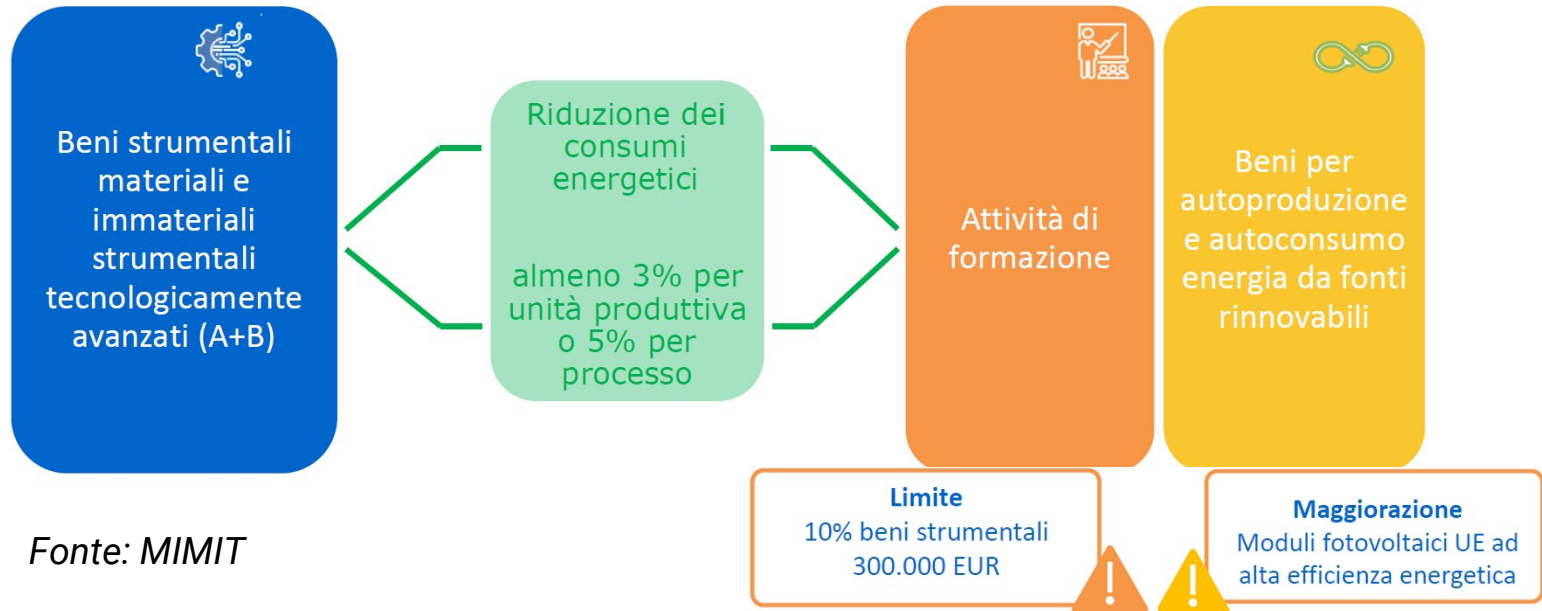 Beni strumentali
materiali e
immateriali
strumentali
tecnologicamente
avanzati (A+B)
Riduzione dei
consumi
energetici
almeno 3% per
unità produttiva
o 5% per
processo
Attività di
formazione
Beni per
autoproduzione
e autoconsumo
energia da fonti
rinnovabili
Limite
10% beni strumentali
300.000 EUR
Maggiorazione
Moduli fotovoltaici UE ad
alta efficienza energetica
Fonte: MIMIT